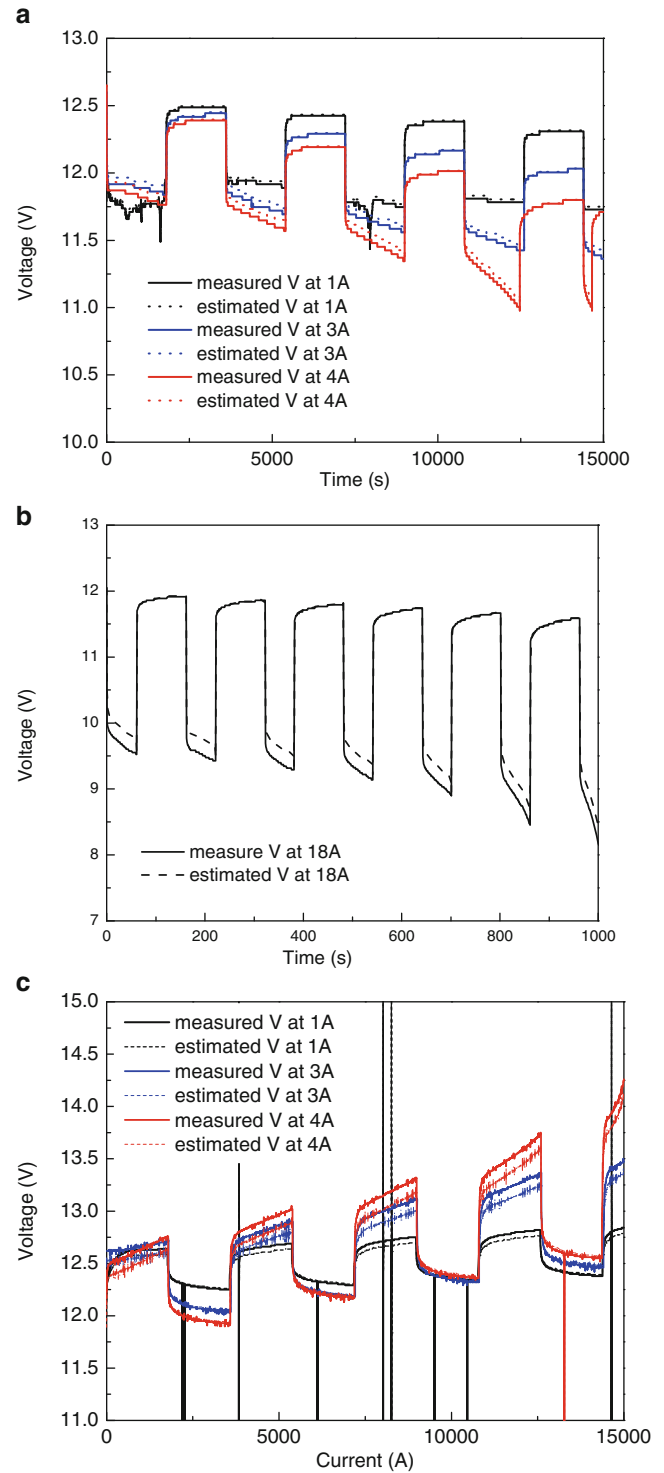 a
13.0
12.5
12.0
11.5
11.0
10.5
10.0
Voltage (V)
measured V at 1A
estimated V at 1A
measured V at 3A
estimated V at 3A
measured V at 4A
estimated V at 4A
0
5000
10000
15000
Time (s)
b
13
12
11
10
9
8
7
Voltage (V)
measure V at 18A
estimated V at 18A
0
200
400
600
800
1000
Time (s)
c
15.0
14.5
14.0
13.5
13.0
12.5
12.0
11.5
11.0
Voltage (V)
measured V at 1A
estimated V at 1A
measured V at 3A
estimated V at 3A
measured V at 4A
estimated V at 4A
0
5000
10000
15000
Current (A)